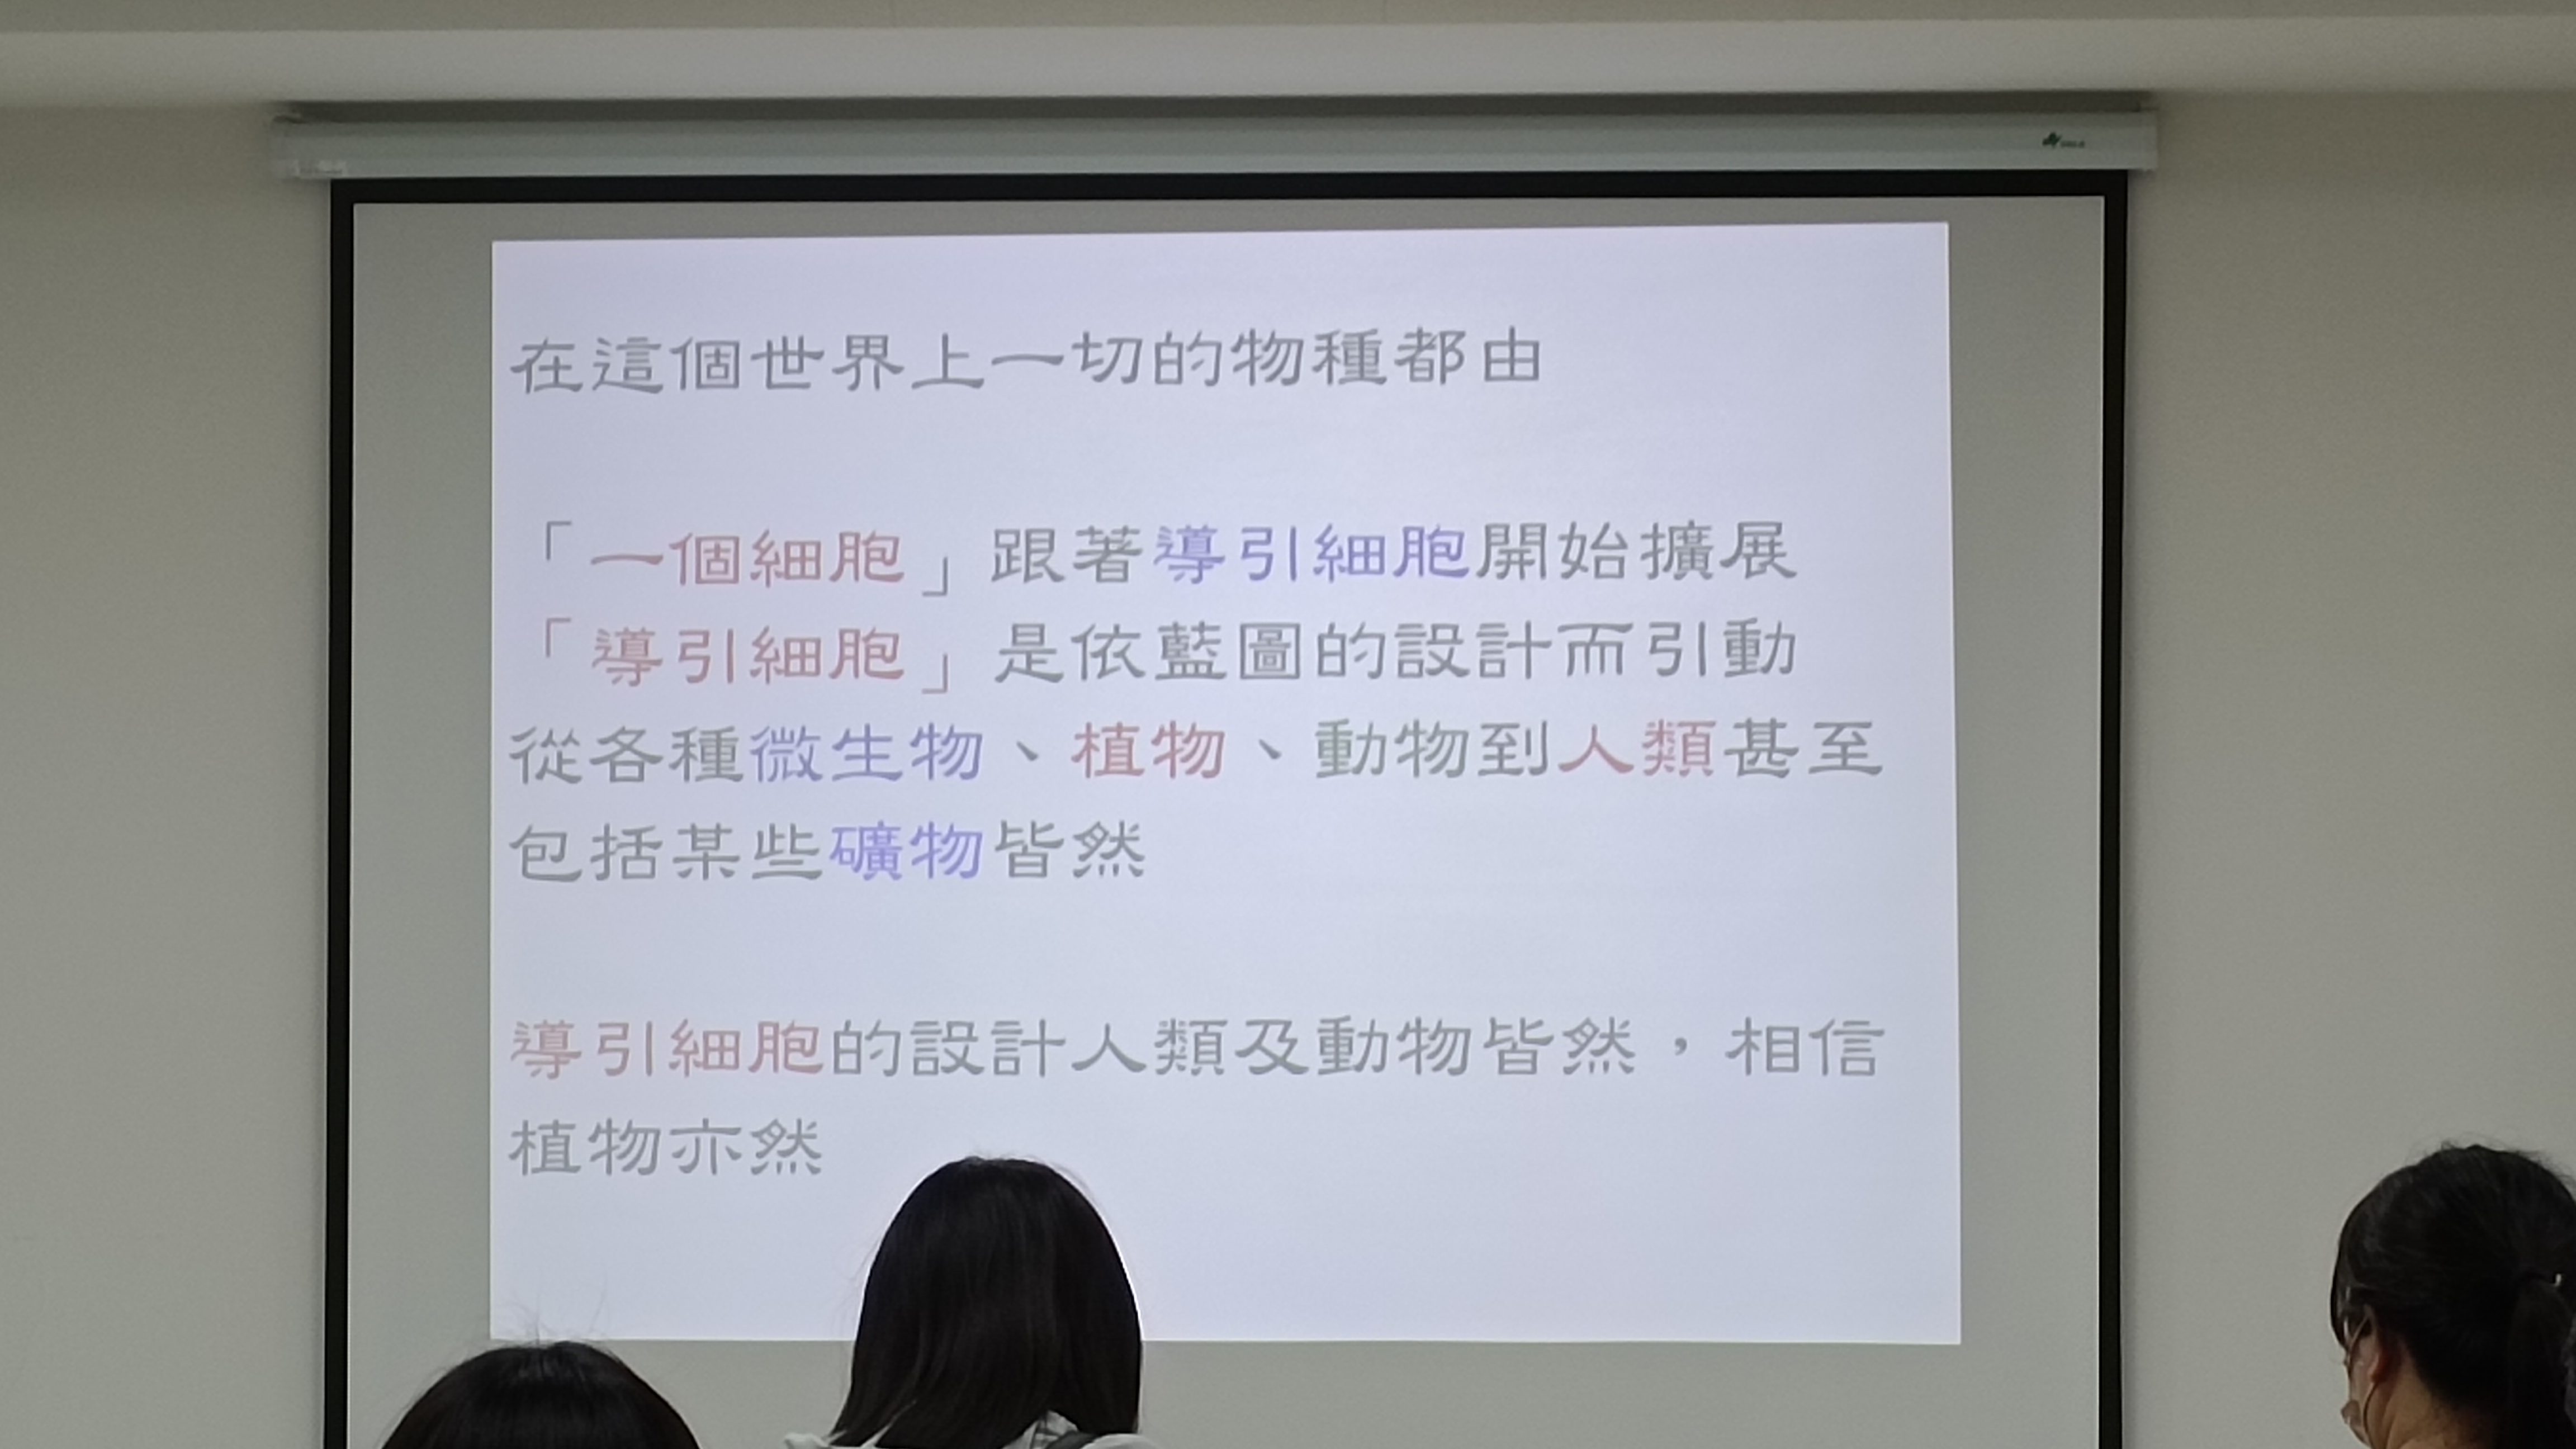 在這個世界上一切的物種都由
「一個細胞」跟著導引細胞開始擴展
「導引細胞」是依藍圖的設計而引動
從各種微生物、植物、動物到人類甚至
包括某些礦物皆然
導引細胞的設計人類及動物皆然，相信
植物亦然